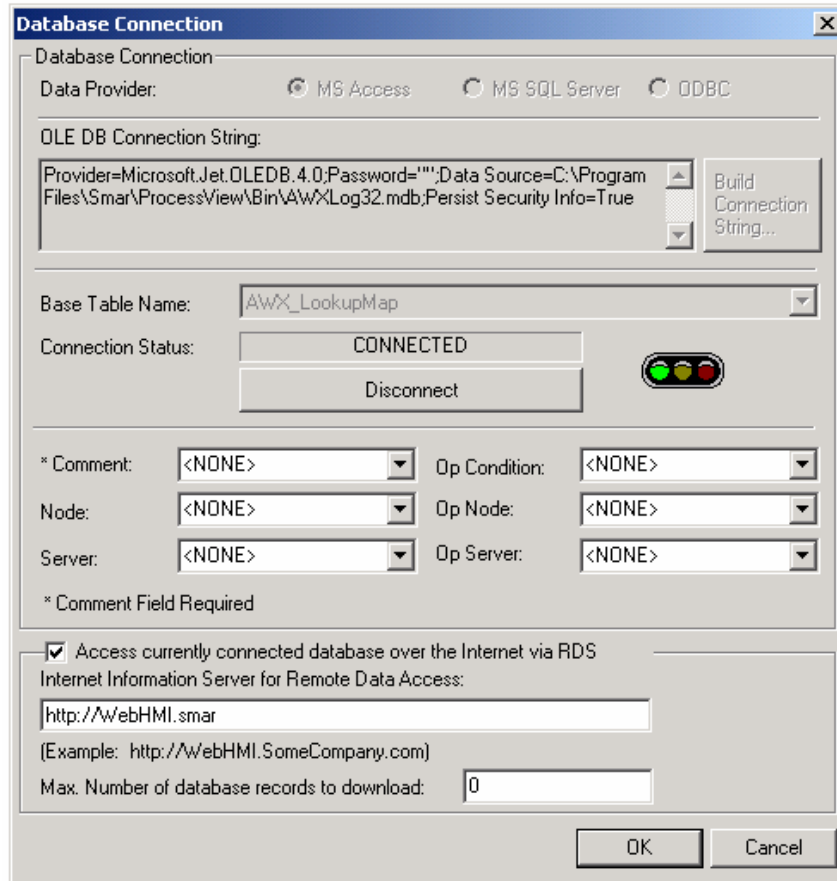 Database Connection
Database Connection
Data Provider: MS Access MS SQL Server ODBC
OLE DB Connection String:
Provider=Microsoft.Jet.OLEDB.4.0;Password="";Data Source=C:\Program
Files\Smar\ProcessView\Bin\AWXLog32.mdb;Persist Security Info=True
Build
Connection
String...
Base Table Name: AWX_LookupMap
Connection Status: CONNECTED
Disconnect
* Comment: <NONE> Op Condition: <NONE>
Node: <NONE> Op Node: <NONE>
Server: <NONE> Op Server: <NONE>
* Comment Field Required
Access currently connected database over the Internet via RDS
Internet Information Server for Remote Data Access:
http://WebHMI.smar
(Example: http://WebHMI.SomeCompany.com)
Max. Number of database records to download: 0
OK Cancel